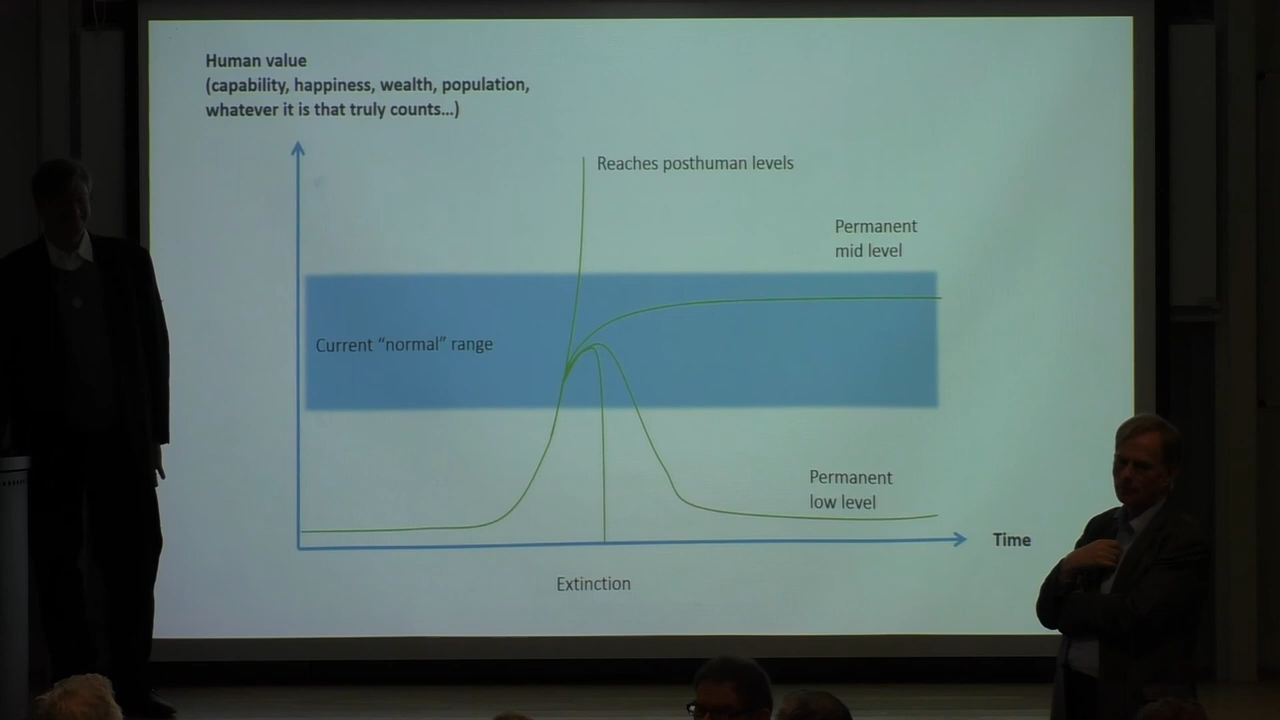 Human value
(capability, happiness, wealth, population,
whatever it is that truly counts...)
Reaches posthuman levels
Permanent
mid level
Current “normal” range
Permanent
low level
Time
Extinction